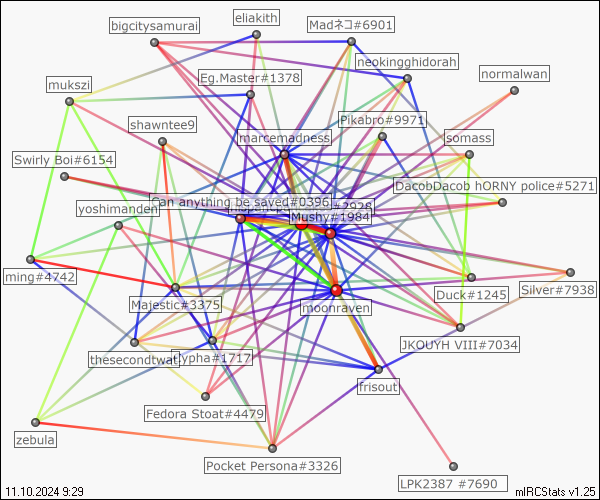 eliakith
bigcitysamurai
Madネコ#6901
neokingghidorah
normalwan
Eg.Master#1378
mukszi
Pikabro#9971
shawntee9
marcemadness
somass
Swirly Boi#6154
DacobDacob hORNY police#5271
Can anything be saved#0396
yoshimanden
Mushy#1984
ming#4742
Majestic#3375
Duck#1245
Silver#7938
moonraven
JKOUYH VIII#7034
thesecondtwat
#1717
frisout
Fedora Stoat#4479
zebula
Pocket Persona#3326
LPK2387 #7690
11.10.2024 9:29
mIRCStats v1.25